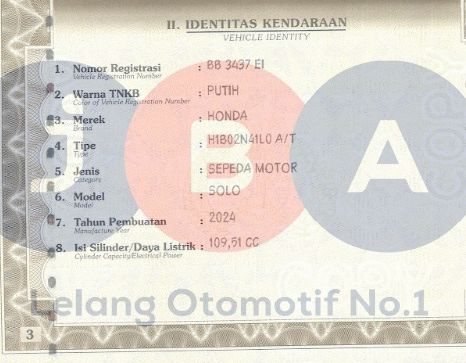 II. IDENTITAS KENDARAAN
VEHICLE IDENTITY
1. Nomor Registrasi : BB 3437 EI
Vehicle Registration Number
2. Warna TNKB : PUTIH
Color of Vehicle Registration Number
3. Merek : HONDA
Brand
4. Tipe : H1B02N41L0 A/T
Type
5. Jenis : SEPEDA MOTOR
Category
6. Model : SOLO
Model
7. Tahun Pembuatan : 2024
Manufacture Year
8. Isi Silinder/Daya Listrik : 109,51 CC
Cylinder Capacity/Electrical Power
JBA
Lelang Otomotif No.1
3